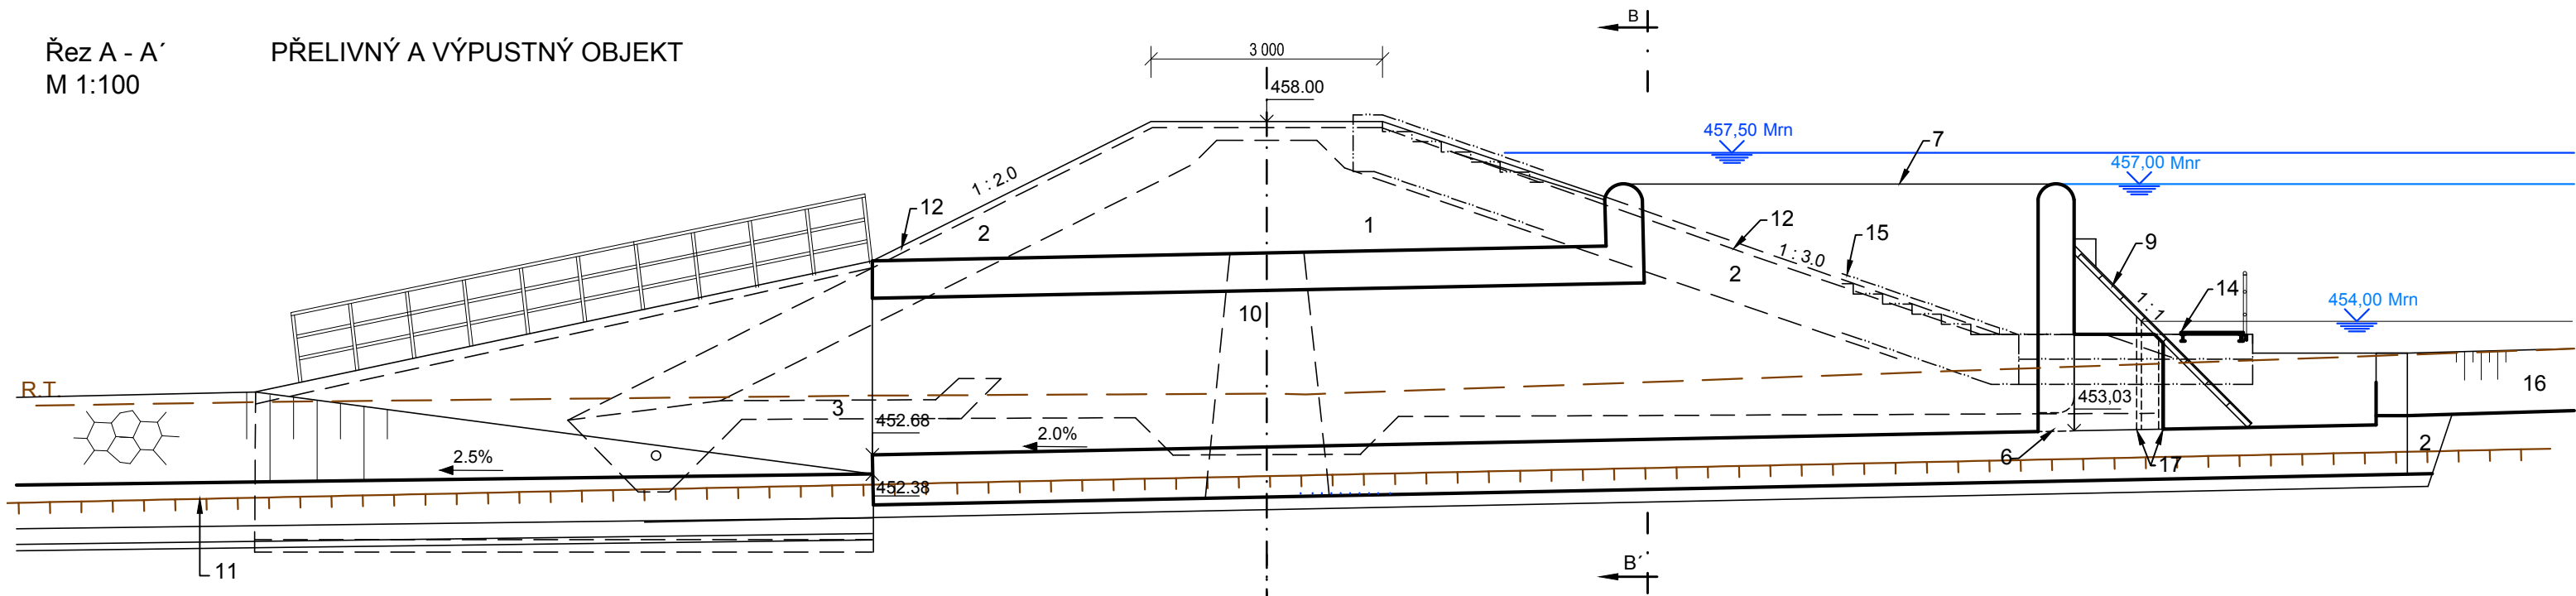 Řez A - A´ PŘELIVNÝ A VÝPUSTNÝ OBJEKT
M 1:100
B
3 000
458.00
457,50 Mrn
7
457,00 Mnr
1 : 2.0
12
2
1
12
15
1 : 3.0
2
9
14
1 : 1
454,00 Mrn
10
R.T.
3
452.68
2.0%
453,03
16
2.5%
452.38
6
17
2
11
B´